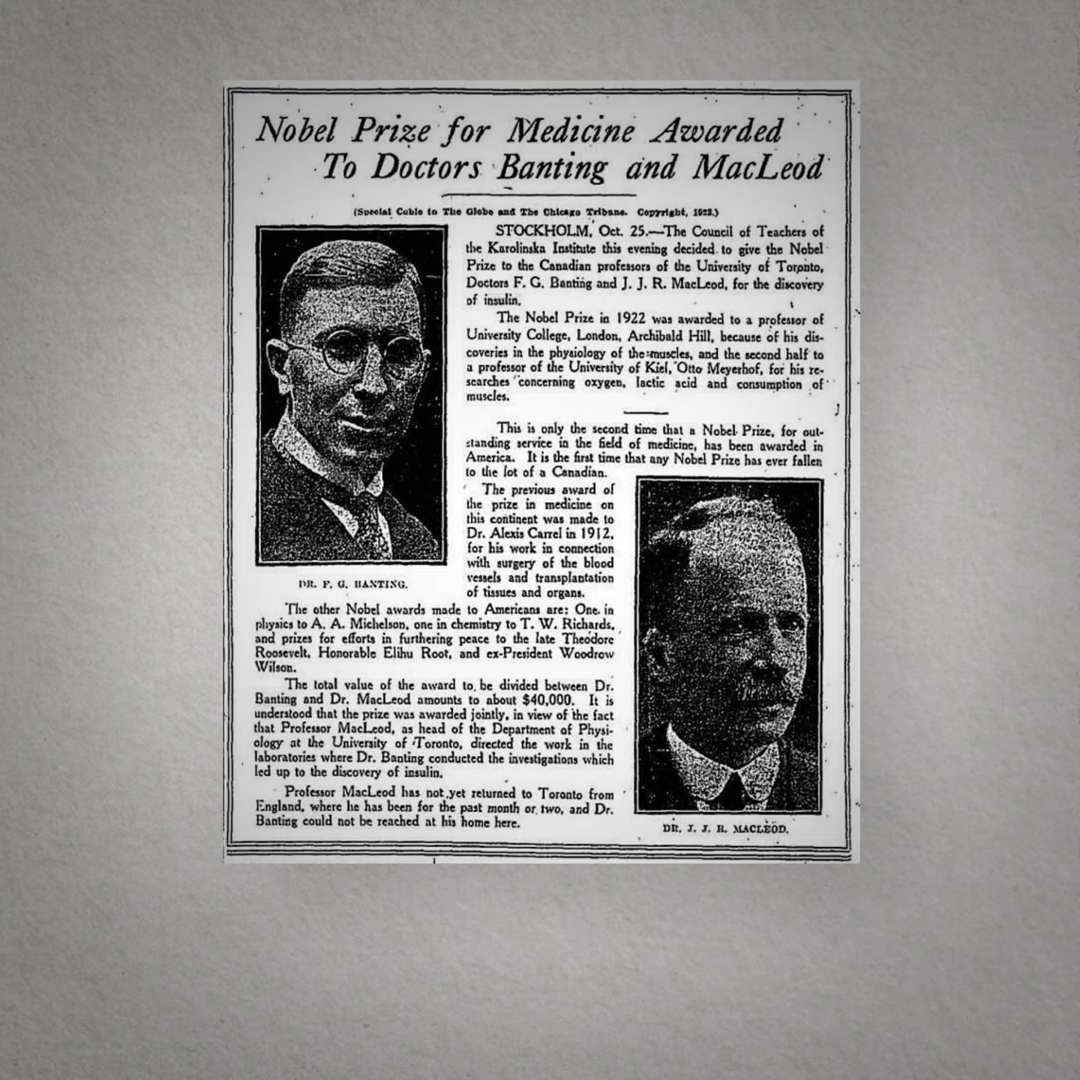 Nobel Prize for Medicine Awarded
To Doctors Banting and MacLeod
(Special Cable to The Globe and The Chicago Tribune. Copyright, 1923.)
STOCKHOLM, Oct. 25.—The Council of Teachers of
the Karolinska Institute this evening decided to give the Nobel
Prize to the Canadian professors of the University of Toronto,
Doctors F. G. Banting and J. J. R. MacLeod, for the discovery
of insulin.
The Nobel Prize in 1922 was awarded to a professor of
University College, London, Archibald Hill, because of his dis-
coveries in the physiology of the muscles, and the second half to
a professor of the University of Kiel, Otto Meyerhof, for his re-
searches concerning oxygen, lactic acid and consumption of
muscles.
This is only the second time that a Nobel Prize, for out-
standing service in the field of medicine, has been awarded in
America. It is the first time that any Nobel Prize has ever fallen
to the lot of a Canadian.
The previous award of
the prize in medicine on
this continent was made to
Dr. Alexis Carrel in 1912,
for his work in connection
with surgery of the blood
vessels and transplantation
of tissues and organs.
DR. F. G. BANTING.
The other Nobel awards made to Americans are: One in
physics to A. A. Michelson, one in chemistry to T. W. Richards,
and prizes for efforts in furthering peace to the late Theodore
Roosevelt, Honorable Elihu Root, and ex-President Woodrow
Wilson.
The total value of the award to be divided between Dr.
Banting and Dr. MacLeod amounts to about $40,000. It is
understood that the prize was awarded jointly, in view of the fact
that Professor MacLeod, as head of the Department of Physi-
ology at the University of Toronto, directed the work in the
laboratories where Dr. Banting conducted the investigations which
led up to the discovery of insulin.
Professor MacLeod has not yet returned to Toronto from
England, where he has been for the past month or two, and Dr.
Banting could not be reached at his home here.
DR. J. J. R. MACLEOD.